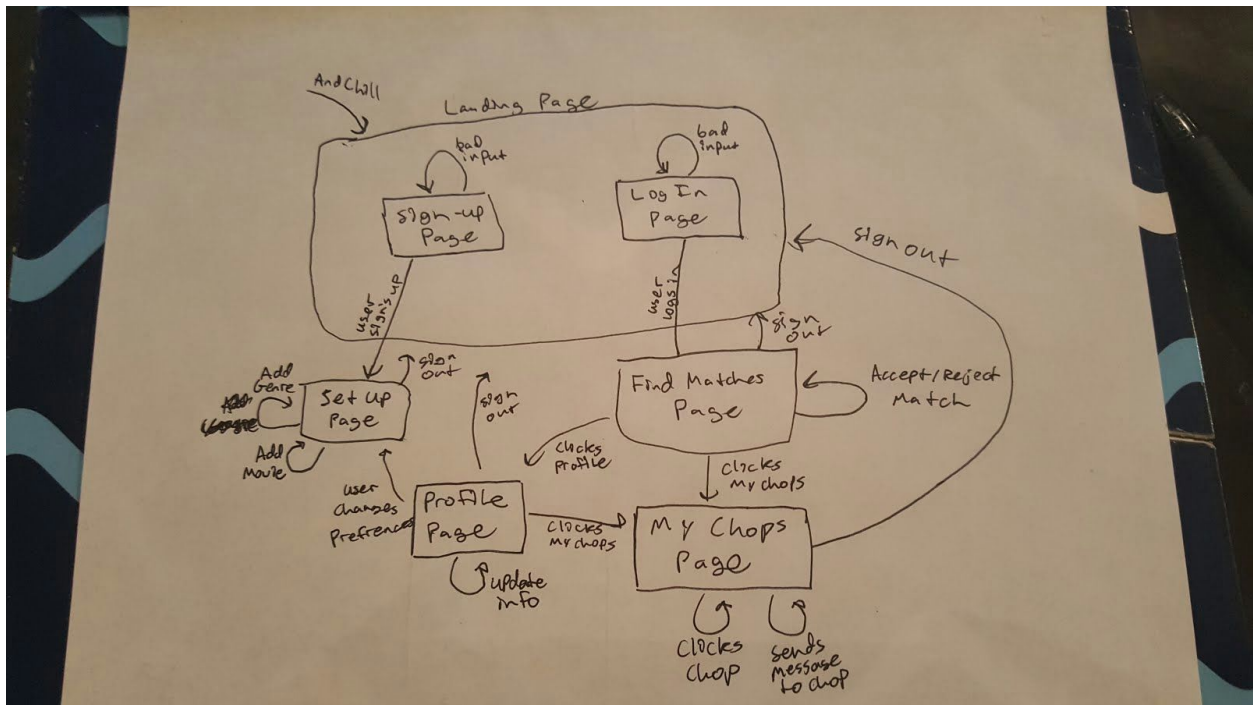 AndChill
Landing Page
bad
input
bad
input
Sign-up
Page
Log In
Page
sign out
user
signs up
user
logs in
sign
out
sign
out
Add
Genre
Set up
Page
sign
out
Find Matches
Page
Accept/Reject
Match
Add
Movie
clicks
profile
clicks
My chops
user
changes
prefrences
Profile
Page
clicks
My chops
My Chops
Page
update
info
clicks
chop
sends
message
to chop